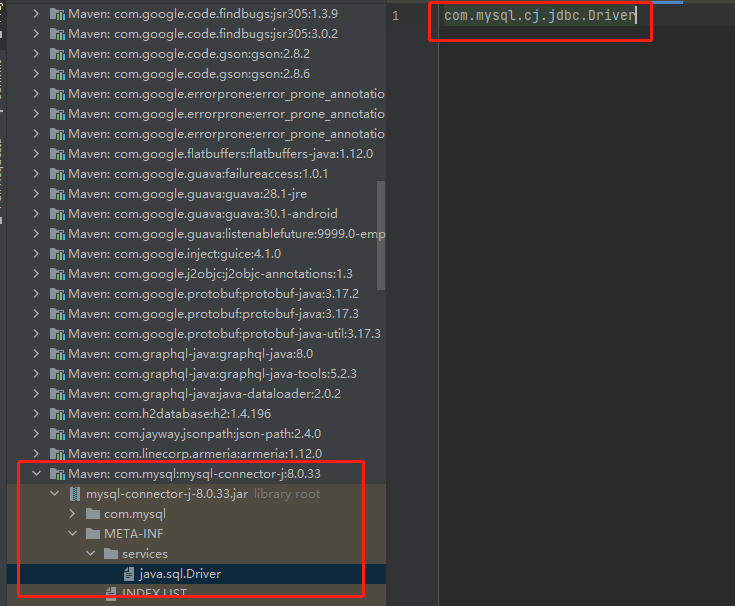 Maven: com.google.code.findbugs:jsr305:1.3.9
Maven: com.google.code.findbugs:jsr305:3.0.2
Maven: com.google.code.gson:gson:2.8.2
Maven: com.google.code.gson:gson:2.8.6
Maven: com.google.errorprone:error_prone_annotatio
Maven: com.google.errorprone:error_prone_annotatio
Maven: com.google.errorprone:error_prone_annotatio
Maven: com.google.flatbuffers:flatbuffers-java:1.12.0
Maven: com.google.guava:failureaccess:1.0.1
Maven: com.google.guava:guava:28.1-jre
Maven: com.google.guava:guava:30.1-android
Maven: com.google.guava:listenablefuture:9999.0-emp
Maven: com.google.inject:guice:4.1.0
Maven: com.google.j2objc:j2objc-annotations:1.3
Maven: com.google.protobuf:protobuf-java:3.17.2
Maven: com.google.protobuf:protobuf-java:3.17.3
Maven: com.google.protobuf:protobuf-java-util:3.17.3
Maven: com.graphql-java:graphql-java:8.0
Maven: com.graphql-java:graphql-java-tools:5.2.3
Maven: com.graphql-java:java-dataloader:2.0.2
Maven: com.h2database:h2:1.4.196
Maven: com.jayway.jsonpath:json-path:2.4.0
Maven: com.linecorp.armeria:armeria:1.12.0
Maven: com.mysql:mysql-connector-j:8.0.33
mysql-connector-j-8.0.33.jar library root
com.mysql
META-INF
services
java.sql.Driver
INDEX.LIST
1 com.mysql.cj.jdbc.Driver